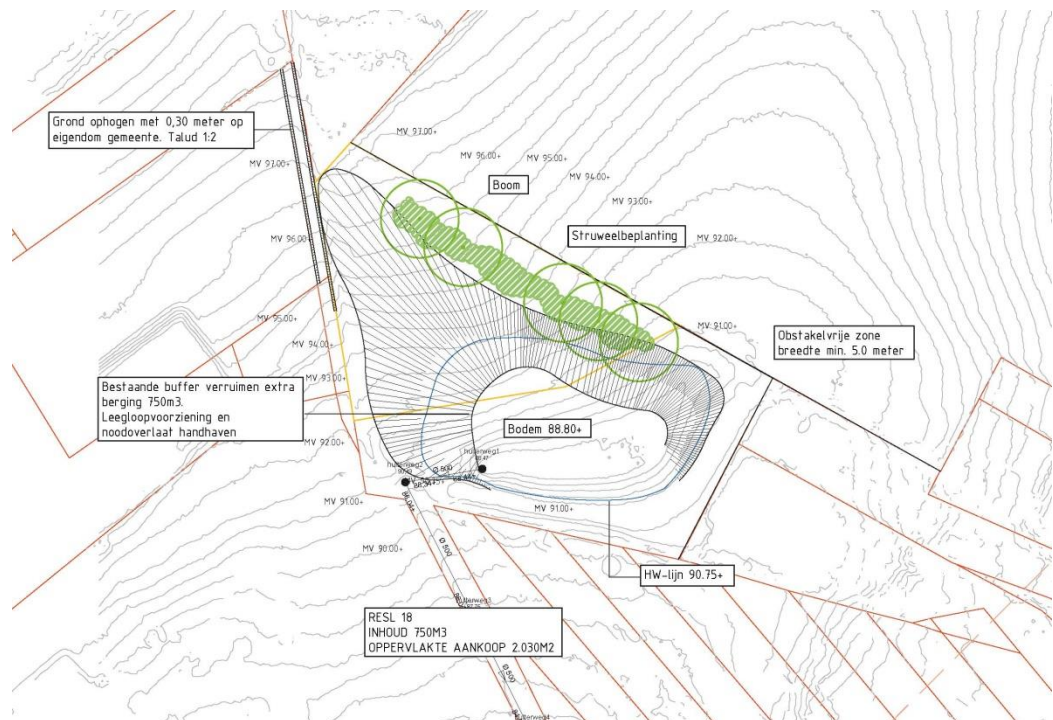 Grond ophogen met 0,30 meter op
eigendom gemeente. Talud 1:2
MV 97.00+
MV 96.00+
MV 95.00+
MV 94.00+
MV 93.00+
MV 92.00+
MV 91.00+
Boom
Struweelbeplanting
Obstakelvrije zone
breedte min. 5.0 meter
MV 97.00+
MV 96.00+
MV 95.00+
MV 94.00+
MV 93.00+
MV 92.00+
MV 91.00+
MV 90.00+
Bestaande buffer verruimen extra
berging 750m3.
Leegloopvoorziening en
noodoverlaat handhaven
Bodem 88.80+
Ø 500
MV 91.00+
HW-lijn 90.75+
Ø 500
RESL 18
INHOUD 750M3
OPPERVLAKTE AANKOOP 2.030M2
Ø 500